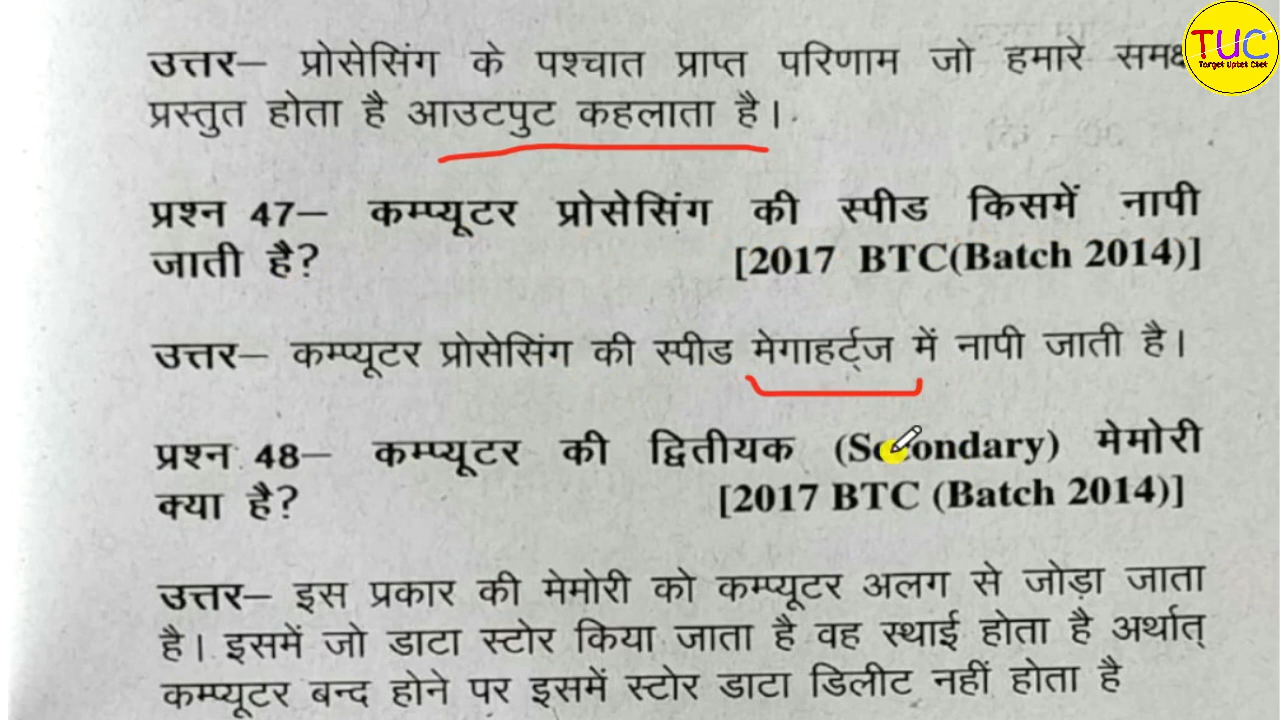 उत्तर– प्रोसेसिंग के पश्चात प्राप्त परिणाम जो हमारे समक्ष
प्रस्तुत होता है आउटपुट कहलाता है।
प्रश्न 47– कम्प्यूटर प्रोसेसिंग की स्पीड किसमें नापी
जाती है? [2017 BTC(Batch 2014)]
उत्तर– कम्प्यूटर प्रोसेसिंग की स्पीड मेगाहर्ट्ज में नापी जाती है।
प्रश्न 48– कम्प्यूटर की द्वितीयक (Secondary) मेमोरी
क्या है? [2017 BTC (Batch 2014)]
उत्तर– इस प्रकार की मेमोरी को कम्प्यूटर अलग से जोड़ा जाता
है। इसमें जो डाटा स्टोर किया जाता है वह स्थाई होता है अर्थात्
कम्प्यूटर बन्द होने पर इसमें स्टोर डाटा डिलीट नहीं होता है
TUC